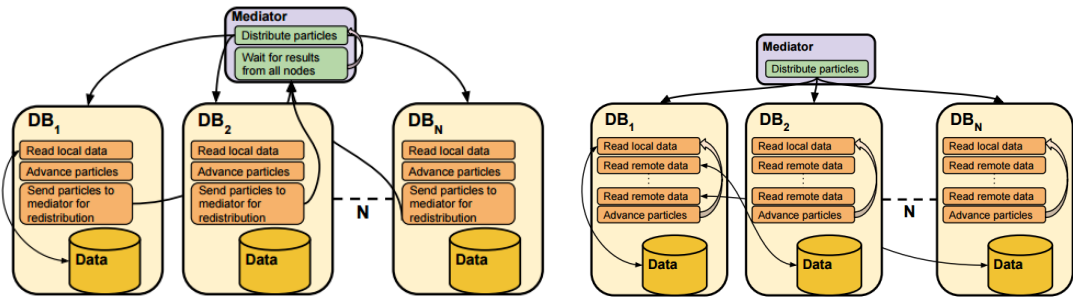 Mediator
Distribute particles
Wait for results
from all nodes
DB1
Read local data
Advance particles
Send particles to
mediator for
redistribution
Data
DB2
Read local data
Advance particles
Send particles to
mediator for
redistribution
Data
N
DBN
Read local data
Advance particles
Send particles to
mediator for
redistribution
Data
Mediator
Distribute particles
DB1
Read local data
Read remote data
⋮
Read remote data
Advance particles
Data
DB2
Read local data
Read remote data
⋮
Read remote data
Advance particles
Data
N
DBN
Read local data
Read remote data
⋮
Read remote data
Advance particles
Data